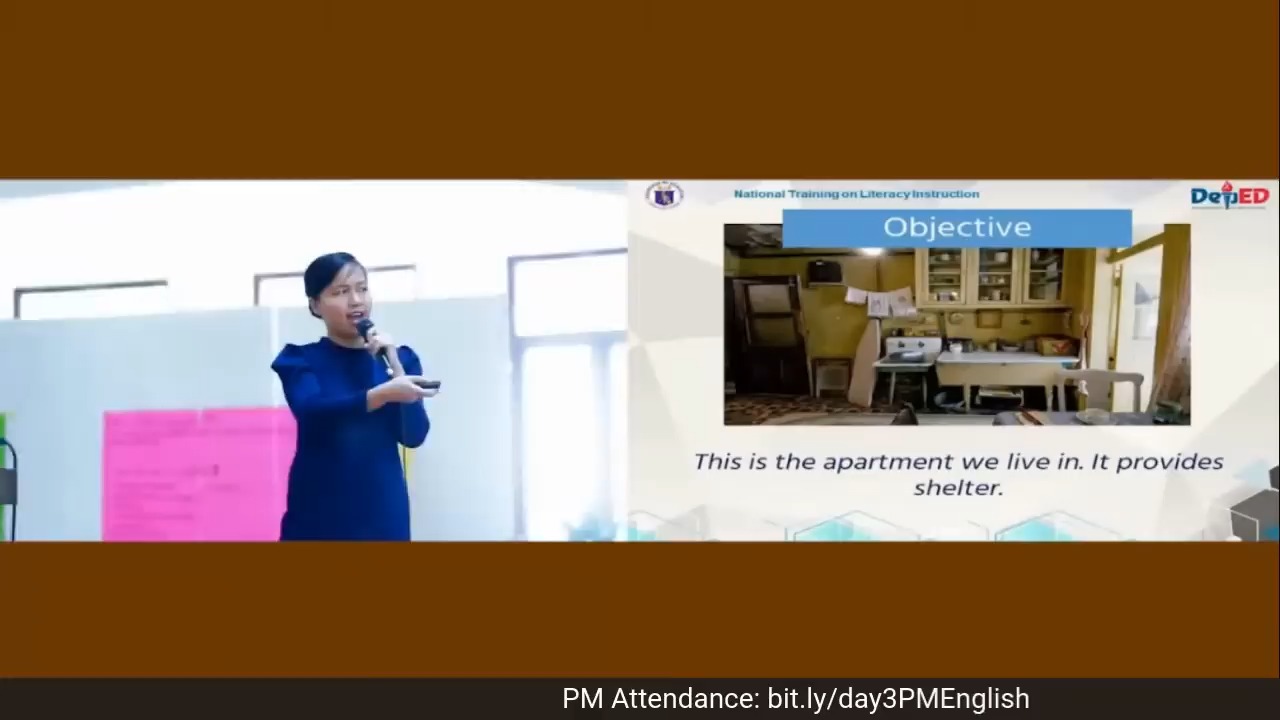 National Training on Literacy Instruction
DepED
Objective
This is the apartment we live in. It provides
shelter.
PM Attendance: bit.ly/day3PMEnglish